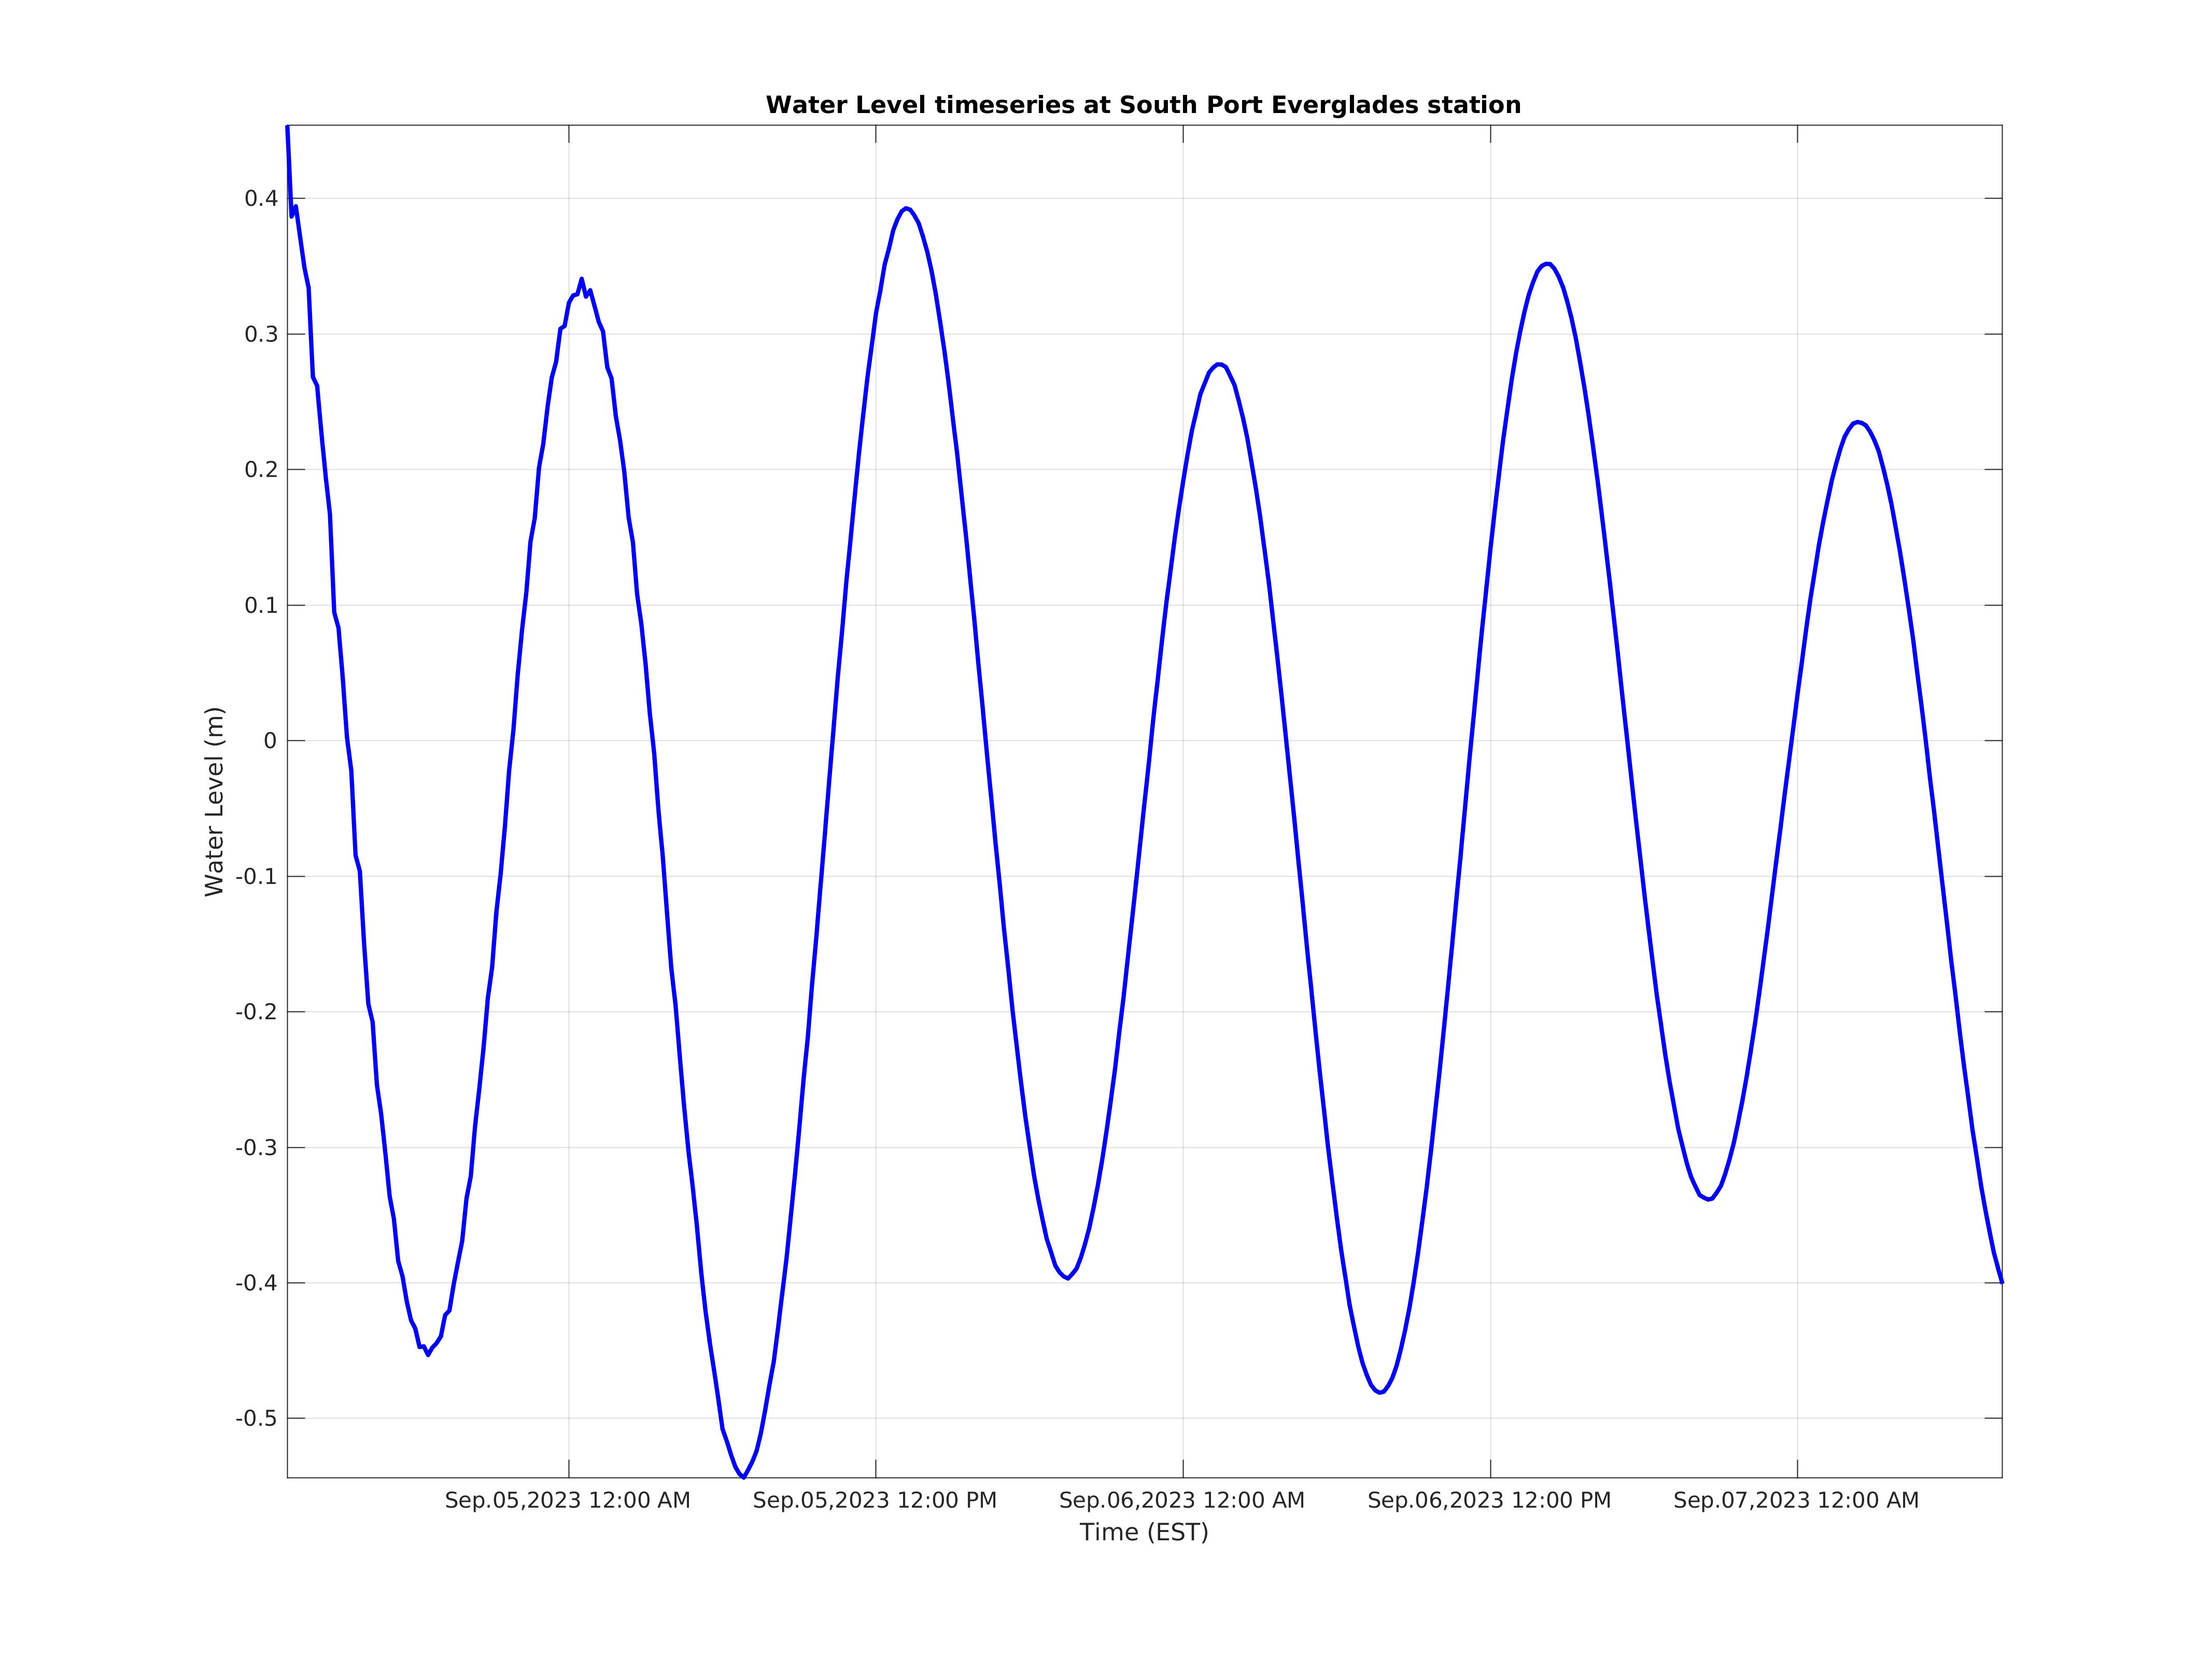 Water Level timeseries at South Port Everglades station
0.4
0.3
0.2
0.1
0
-0.1
-0.2
-0.3
-0.4
-0.5
Water Level (m)
Sep.05,2023 12:00 AM
Sep.05,2023 12:00 PM
Sep.06,2023 12:00 AM
Sep.06,2023 12:00 PM
Sep.07,2023 12:00 AM
Time (EST)